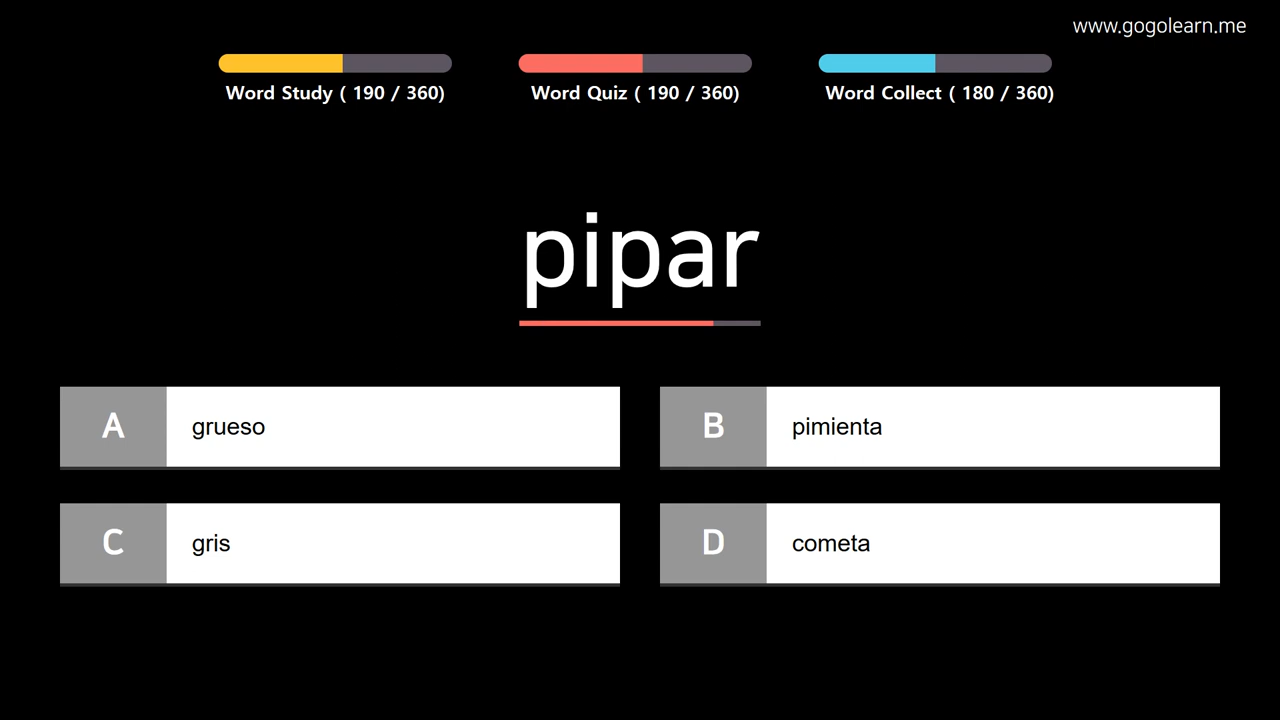 www.gogolearn.me
Word Study ( 190 / 360)
Word Quiz ( 190 / 360)
Word Collect ( 180 / 360)
pipar
A grueso
B pimienta
C gris
D cometa